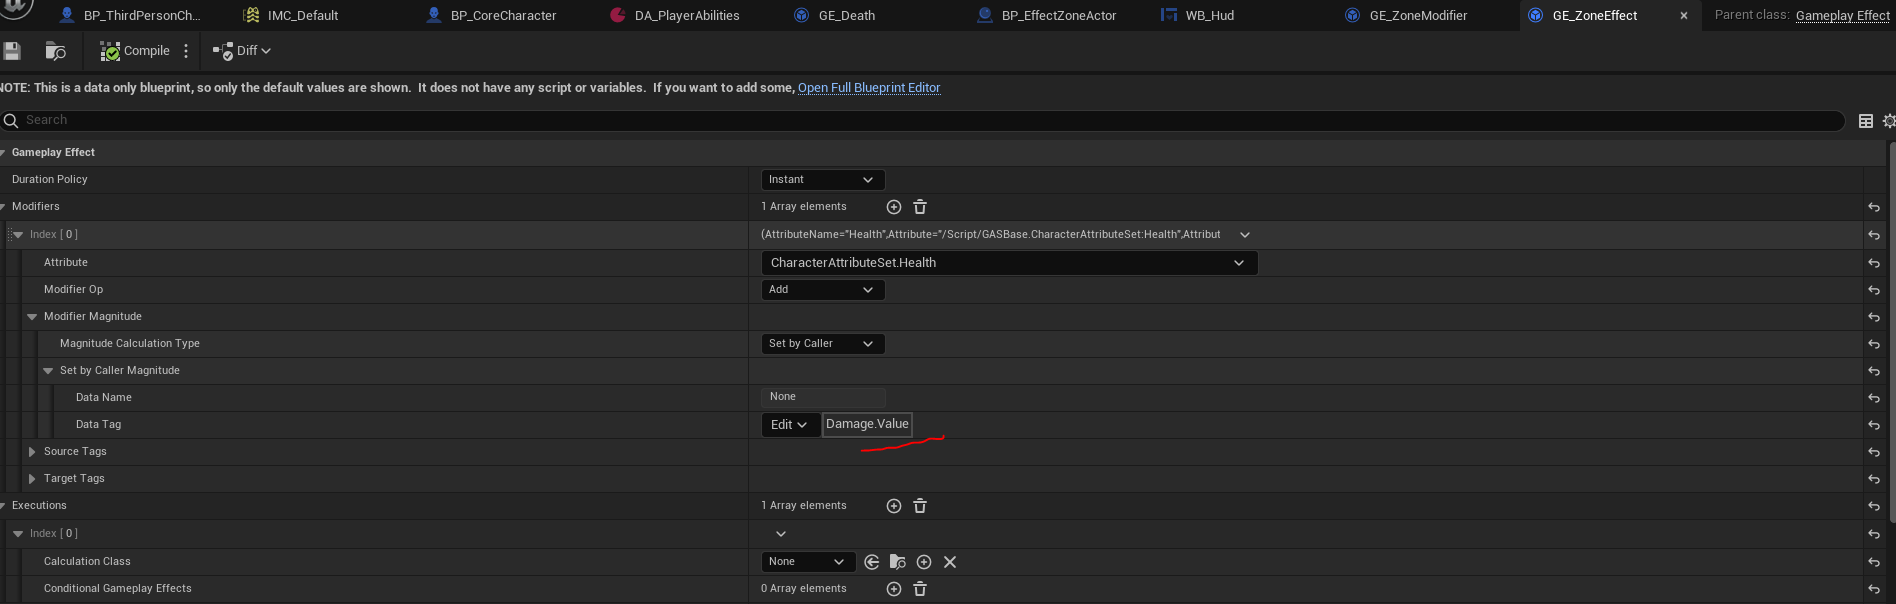 BP_ThirdPersonCh... IMC_Default BP_CoreCharacter DA_PlayerAbilities GE_Death BP_EffectZoneActor WB_Hud GE_ZoneModifier GE_ZoneEffect Parent class: Gameplay Effect
Compile Diff
NOTE: This is a data only blueprint, so only the default values are shown. It does not have any script or variables. If you want to add some, Open Full Blueprint Editor
Search
Gameplay Effect
Duration Policy Instant
Modifiers 1 Array elements
Index [ 0 ] (AttributeName="Health",Attribute="/Script/GASBase.CharacterAttributeSet:Health",Attribut
Attribute CharacterAttributeSet.Health
Modifier Op Add
Modifier Magnitude
Magnitude Calculation Type Set by Caller
Set by Caller Magnitude
Data Name None
Data Tag Edit Damage.Value
Source Tags
Target Tags
Executions 1 Array elements
Index [ 0 ]
Calculation Class None
Conditional Gameplay Effects 0 Array elements